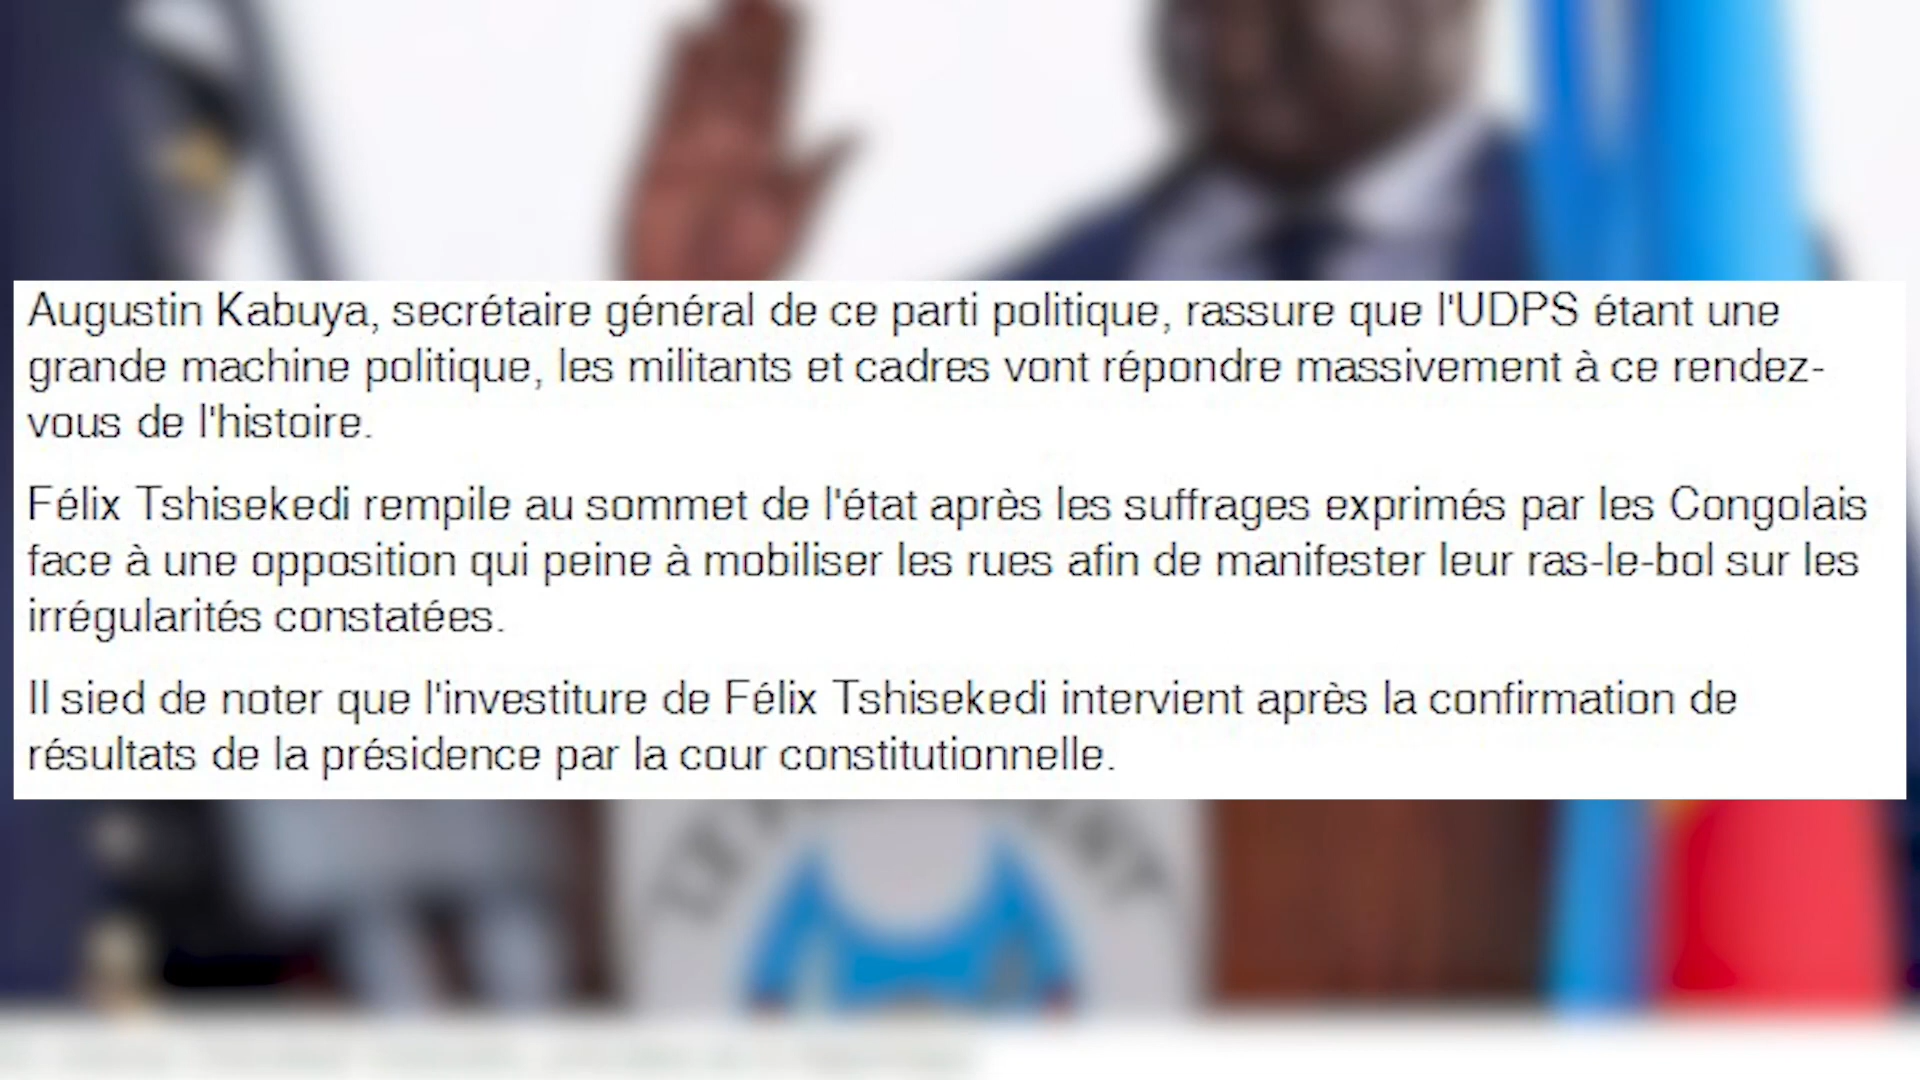 Augustin Kabuya, secrétaire général de ce parti politique, rassure que l'UDPS étant une
grande machine politique, les militants et cadres vont répondre massivement à ce rendez-
vous de l'histoire.
Félix Tshisekedi rempile au sommet de l'état après les suffrages exprimés par les Congolais
face à une opposition qui peine à mobiliser les rues afin de manifester leur ras-le-bol sur les
irrégularités constatées.
Il sied de noter que l'investiture de Félix Tshisekedi intervient après la confirmation de
résultats de la présidence par la cour constitutionnelle.